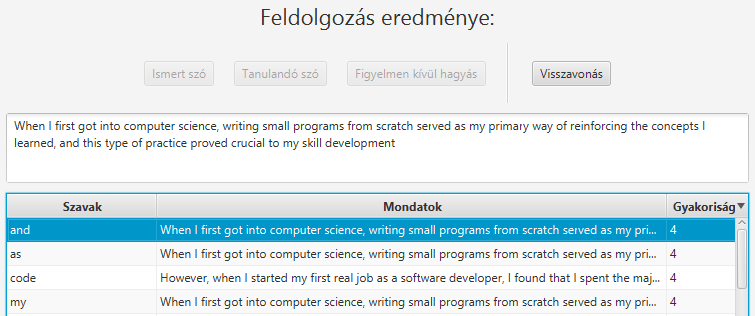 Feldolgozás eredménye:
Ismert szó Tanulandó szó Figyelmen kívül hagyás Visszavonás
When I first got into computer science, writing small programs from scratch served as my primary way of reinforcing the concepts I
learned, and this type of practice proved crucial to my skill development
Szavak Mondatok Gyakoriság
and When I first got into computer science, writing small programs from scratch served as my pri... 4
as When I first got into computer science, writing small programs from scratch served as my pri... 4
code However, when I started my first real job as a software developer, I found that I spent the maj... 4
my When I first got into computer science, writing small programs from scratch served as my pri... 4